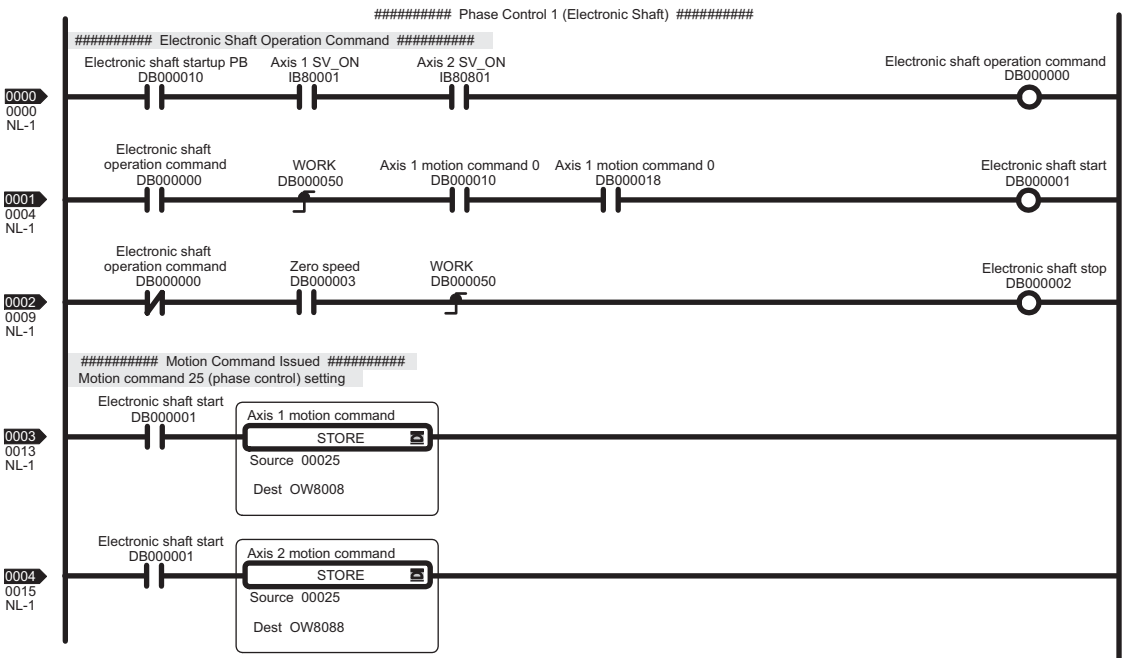 ########## Phase Control 1 (Electronic Shaft) ##########
########## Electronic Shaft Operation Command ##########
Electronic shaft startup PB
DB000010
Axis 1 SV_ON
IB80001
Axis 2 SV_ON
IB80801
Electronic shaft operation command
DB000000
0000
0000
NL-1
Electronic shaft
operation command
DB000000
WORK
DB000050
Axis 1 motion command 0
DB000010
Axis 1 motion command 0
DB000018
Electronic shaft start
DB000001
0001
0004
NL-1
Electronic shaft
operation command
DB000000
Zero speed
DB000003
WORK
DB000050
Electronic shaft stop
DB000002
0002
0009
NL-1
########## Motion Command Issued ##########
Motion command 25 (phase control) setting
Electronic shaft start
DB000001
Axis 1 motion command
STORE
Source 00025
Dest OW8008
0003
0013
NL-1
Electronic shaft start
DB000001
Axis 2 motion command
STORE
Source 00025
Dest OW8088
0004
0015
NL-1